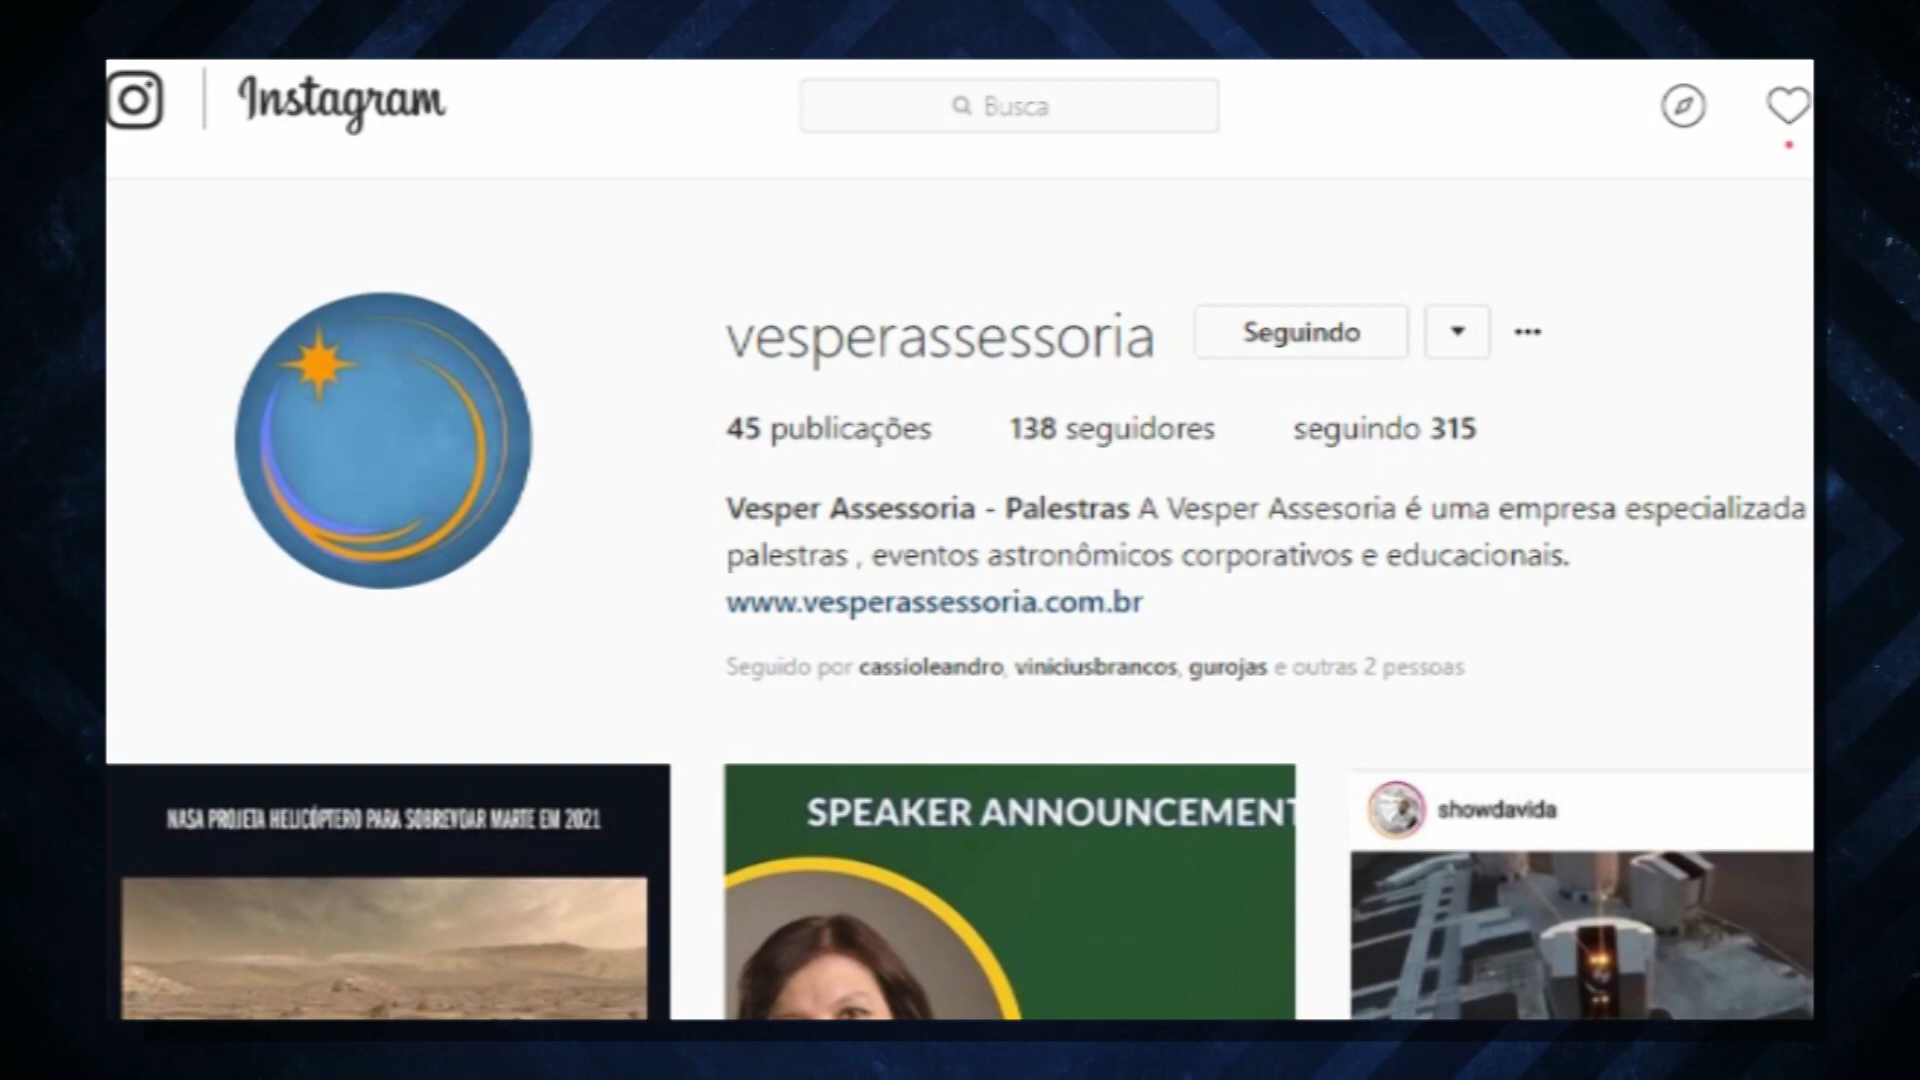 Instagram
Busca
vesperassessoria Seguindo
45 publicações 138 seguidores seguindo 315
Vesper Assessoria - Palestras A Vesper Assesoria é uma empresa especializada
palestras , eventos astronômicos corporativos e educacionais.
www.vesperassessoria.com.br
Seguido por cassioleandro, viniciusbrancos, gurojas e outras 2 pessoas
NASA PROJETA HELICÓPTERO PARA SOBREVOAR MARTE EM 2021
SPEAKER ANNOUNCEMENT
showdavida